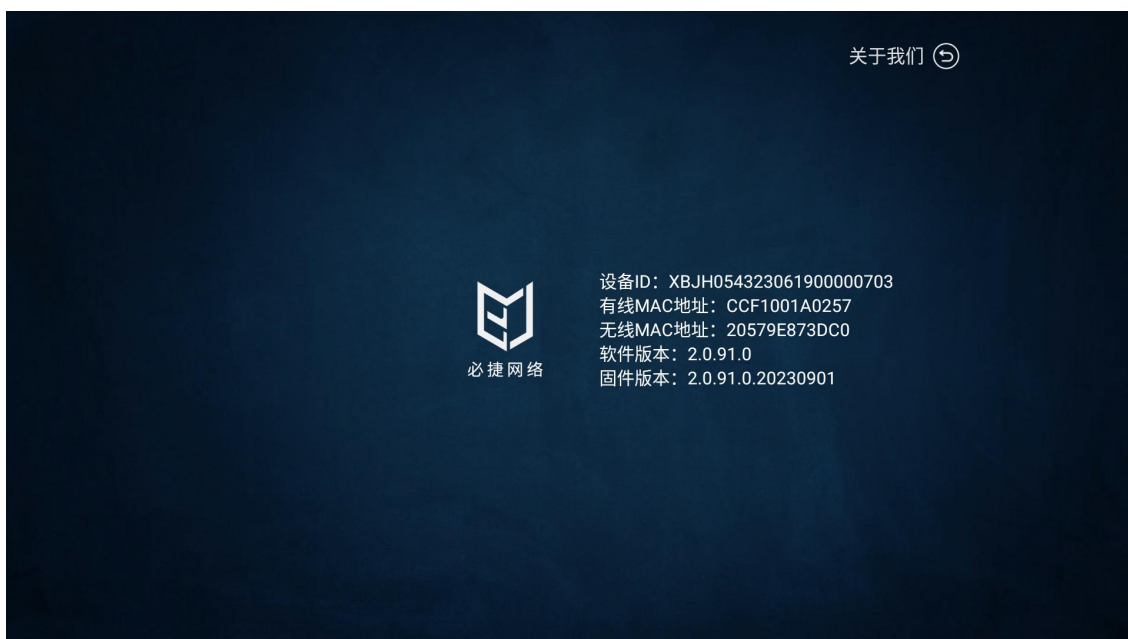 关于我们
设备ID：XBJH054323061900000703
有线MAC地址：CCF1001A0257
无线MAC地址：20579E873DC0
软件版本：2.0.91.0
固件版本：2.0.91.0.20230901
必捷网络